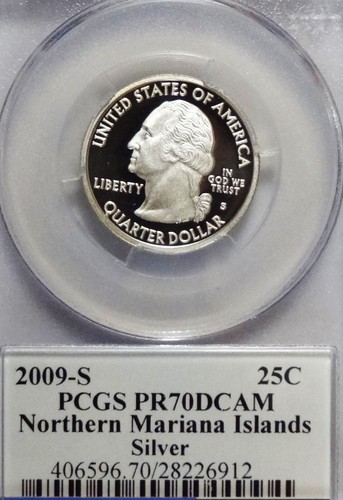 UNITED STATES OF AMERICA
LIBERTY
IN
GOD WE
TRUST
S
QUARTER DOLLAR
2009-S 25C
PCGS PR70DCAM
Northern Mariana Islands
Silver
406596.70/28226912